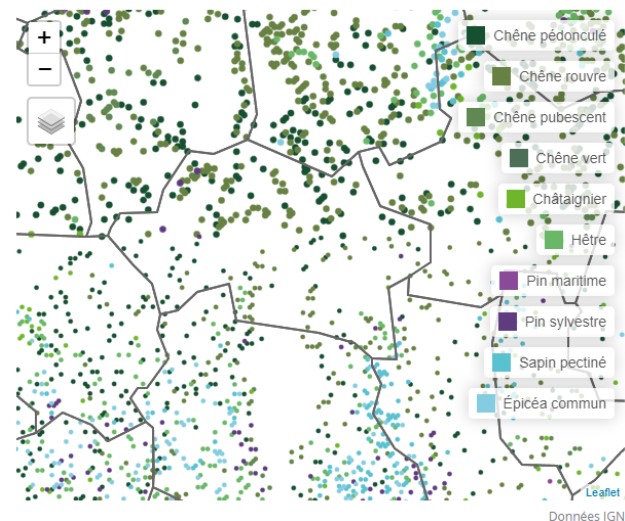 +
−
Chêne pédonculé
Chêne rouvre
Chêne pubescent
Chêne vert
Châtaignier
Hêtre
Pin maritime
Pin sylvestre
Sapin pectiné
Épicéa commun
Leaflet
Données IGN